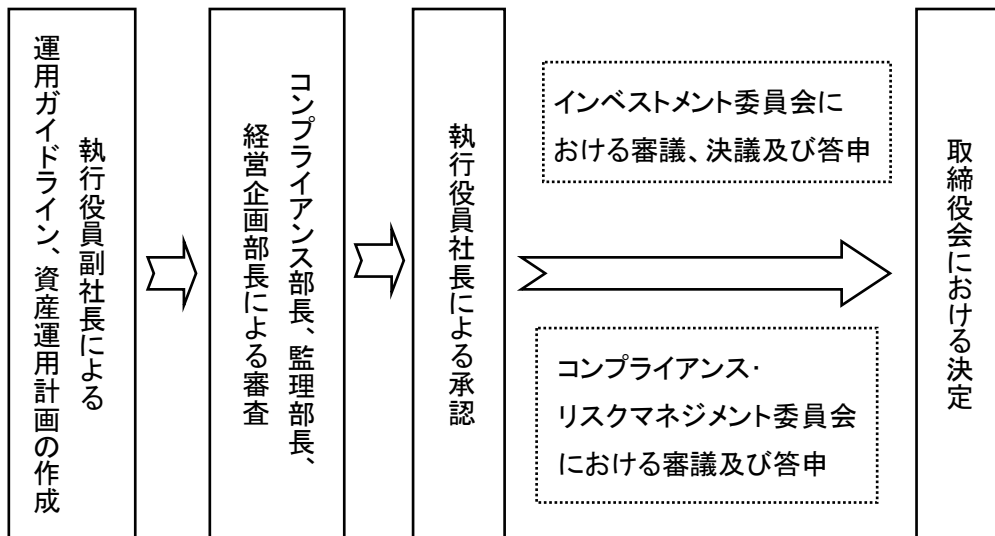 執行役員副社長による
運用ガイドライン、資産運用計画の作成
コンプライアンス部長、監理部長、
経営企画部長による審査
執行役員社長による承認
インベストメント委員会に
おける審議、決議及び答申
コンプライアンス・
リスクマネジメント委員会
における審議及び答申
取締役会における決定